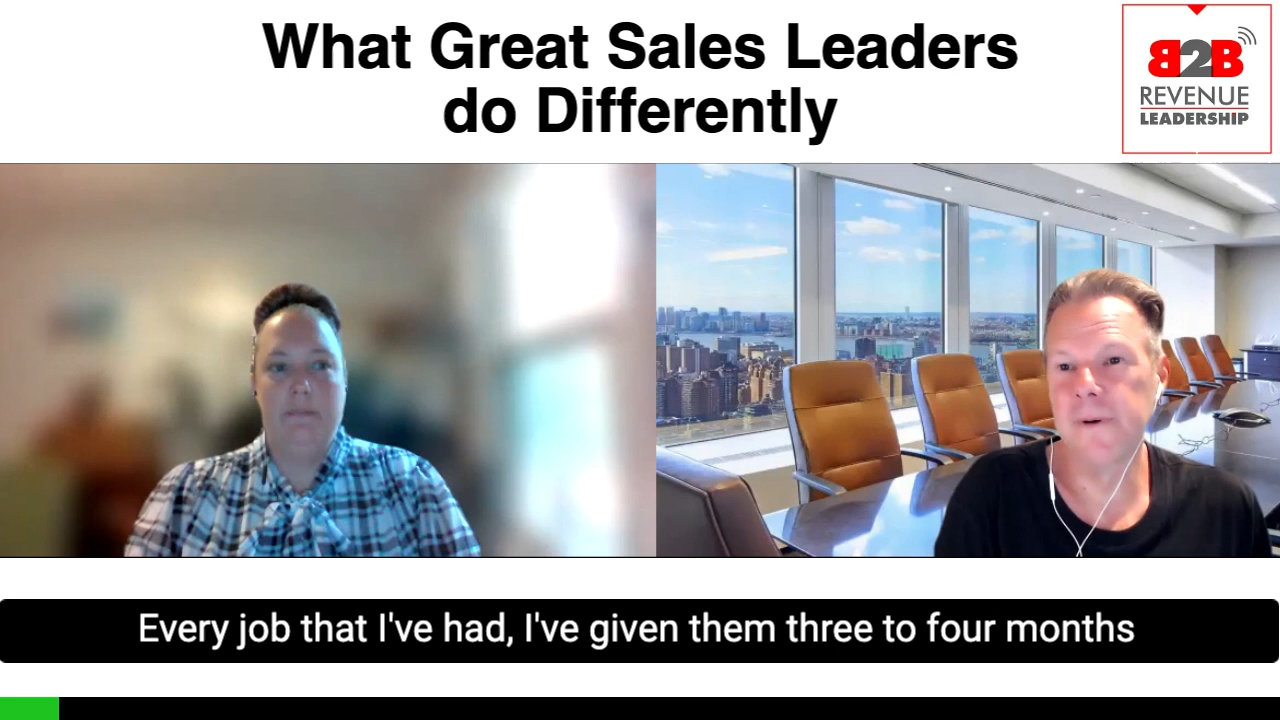 What Great Sales Leaders
do Differently
B2B
REVENUE
LEADERSHIP
Every job that I've had, I've given them three to four months